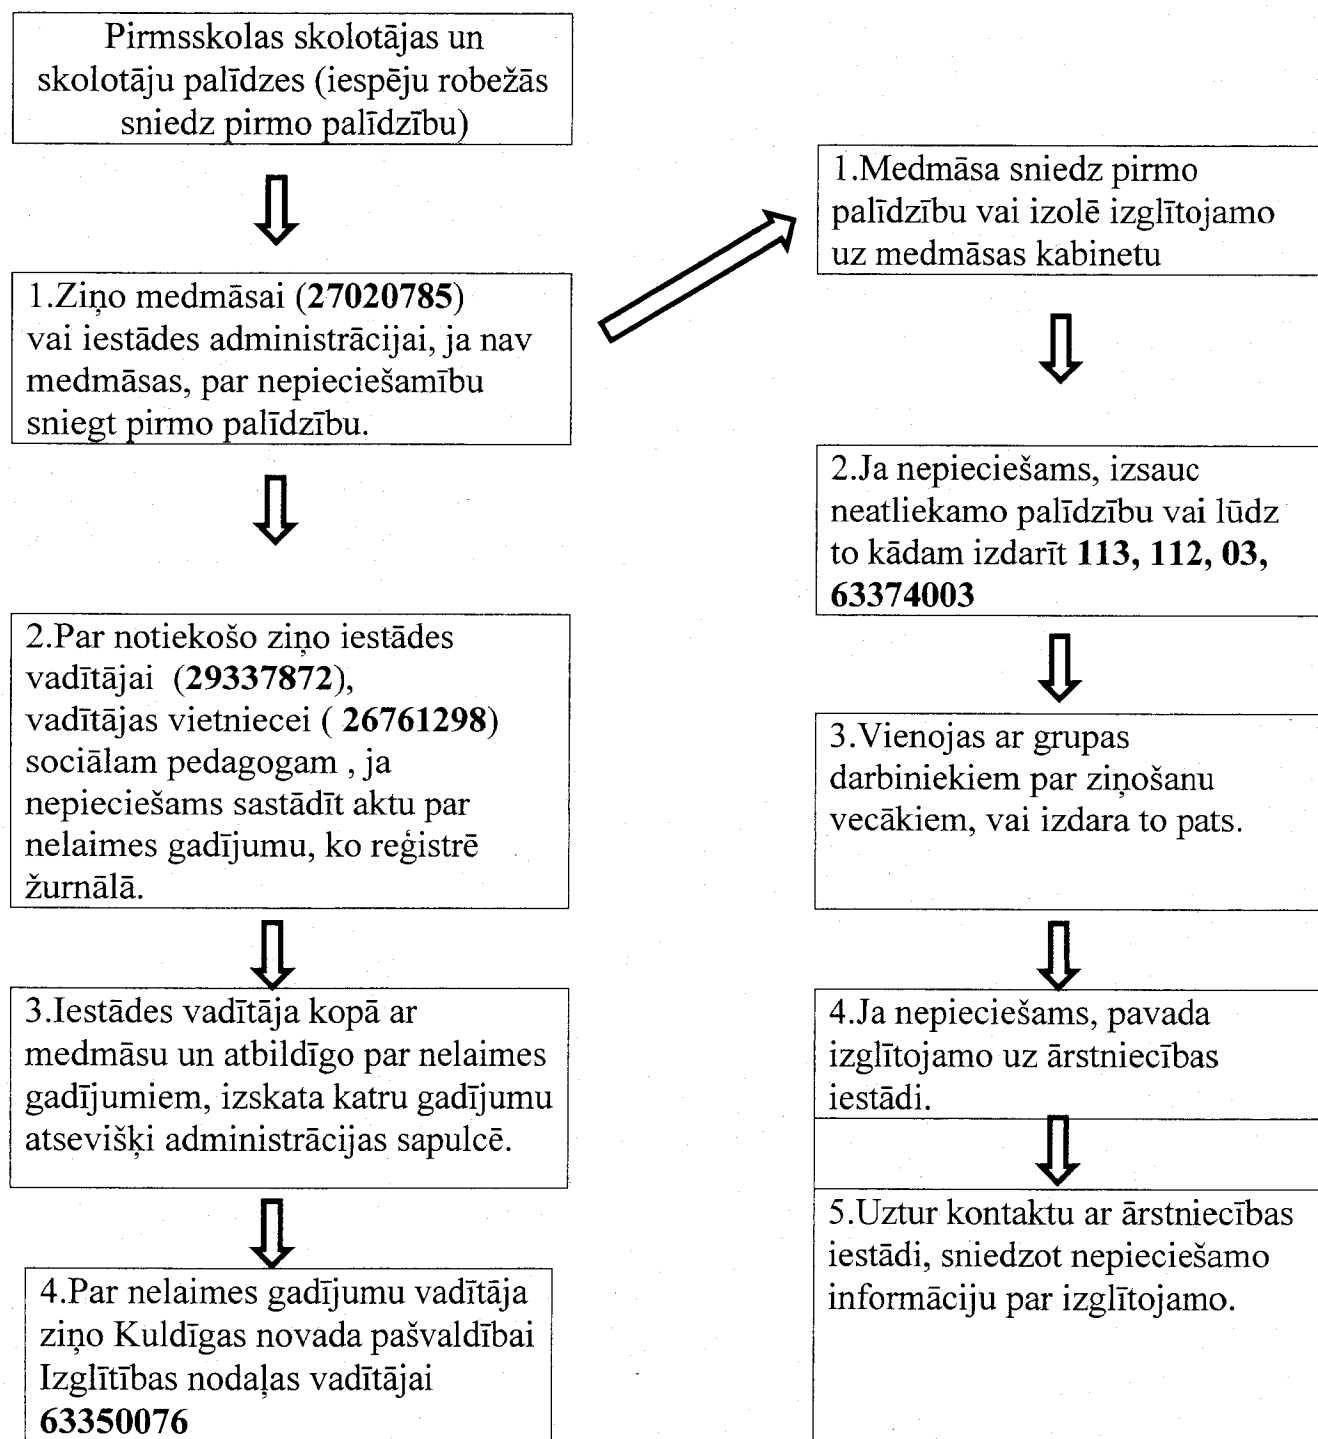 Pirmsskolas skolotājas un
skolotāju palīdzes (iespēju robežās
sniedz pirmo palīdzību)
1.Ziņo medmāsai (27020785)
vai iestādes administrācijai, ja nav
medmāsas, par nepieciešamību
sniegt pirmo palīdzību.
2.Par notiekošo ziņo iestādes
vadītājai (29337872),
vadītājas vietniecei ( 26761298)
sociālam pedagogam , ja
nepieciešams sastādīt aktu par
nelaimes gadījumu, ko reģistrē
žurnālā.
3.Iestādes vadītāja kopā ar
medmāsu un atbildīgo par nelaimes
gadījumiem, izskata katru gadījumu
atsevišķi administrācijas sapulcē.
4.Par nelaimes gadījumu vadītāja
ziņo Kuldīgas novada pašvaldībai
Izglītības nodaļas vadītājai
63350076
1.Medmāsa sniedz pirmo
palīdzību vai izolē izglītojamo
uz medmāsas kabinetu
2.Ja nepieciešams, izsauc
neatliekamo palīdzību vai lūdz
to kādam izdarīt 113, 112, 03,
63374003
3.Vienojas ar grupas
darbiniekiem par ziņošanu
vecākiem, vai izdara to pats.
4.Ja nepieciešams, pavada
izglītojamo uz ārstniecības
iestādi.
5.Uztur kontaktu ar ārstniecības
iestādi, sniedzot nepieciešamo
informāciju par izglītojamo.